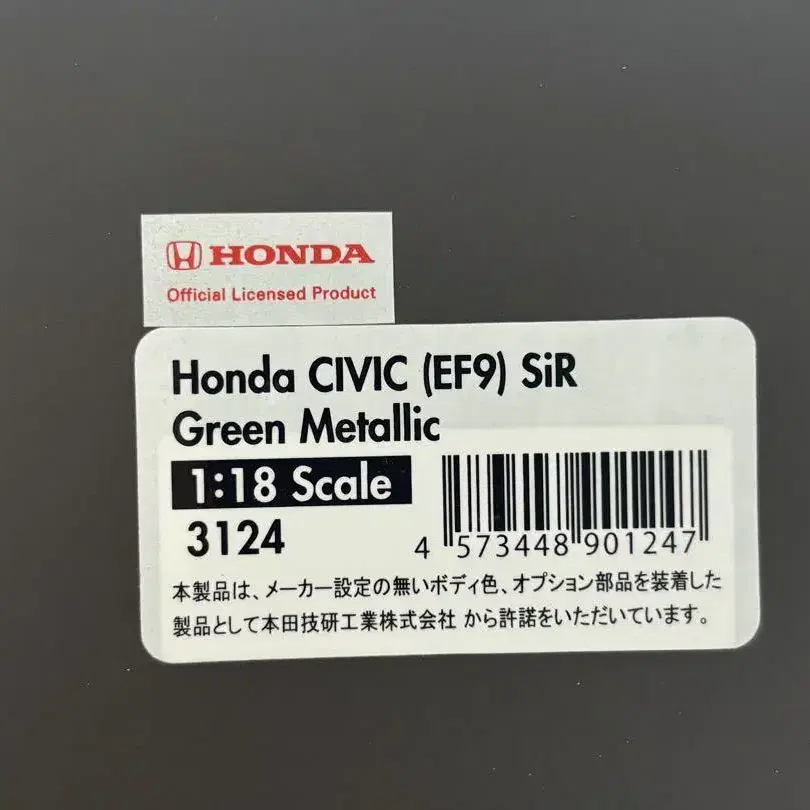 HONDA
Official Licensed Product
Honda CIVIC (EF9) SiR
Green Metallic
1:18 Scale
3124
4 573448 901247
本製品は、メーカー設定の無いボディ色、オプション部品を装着した
製品として本田技研工業株式会社 から許諾をいただいています。